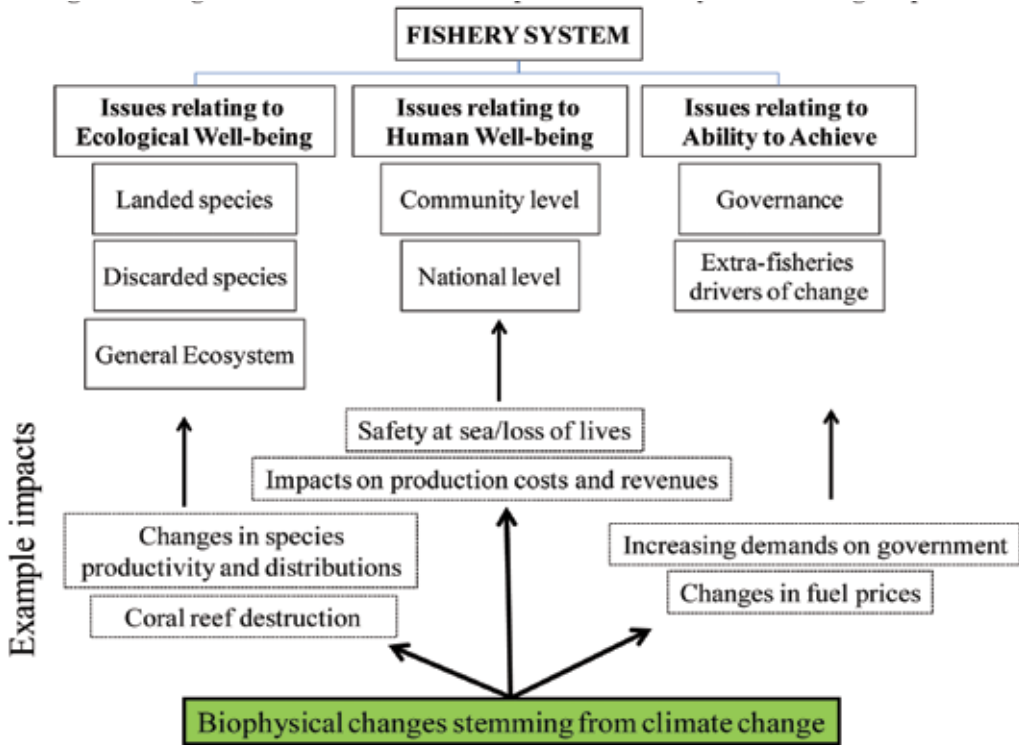 FISHERY SYSTEM
Issues relating to
Ecological Well-being
Issues relating to
Human Well-being
Issues relating to
Ability to Achieve
Landed species
Community level
Governance
Discarded species
National level
Extra-fisheries
drivers of change
General Ecosystem
Example impacts
Safety at sea/loss of lives
Impacts on production costs and revenues
Changes in species
productivity and distributions
Coral reef destruction
Increasing demands on government
Changes in fuel prices
Biophysical changes stemming from climate change